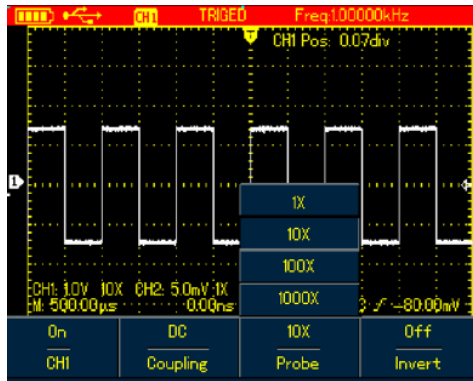 CH1 TRIGED Freq:1.00000kHz
T CH1 Pos: 0.07div
1
1X
10X
100X
1000X
CH1: 1.0V 10X CH2: 5.0mV 1X
M: 500.00µs 0.00ns -80.00mV
On DC 10X Off
CH1 Coupling Probe Invert